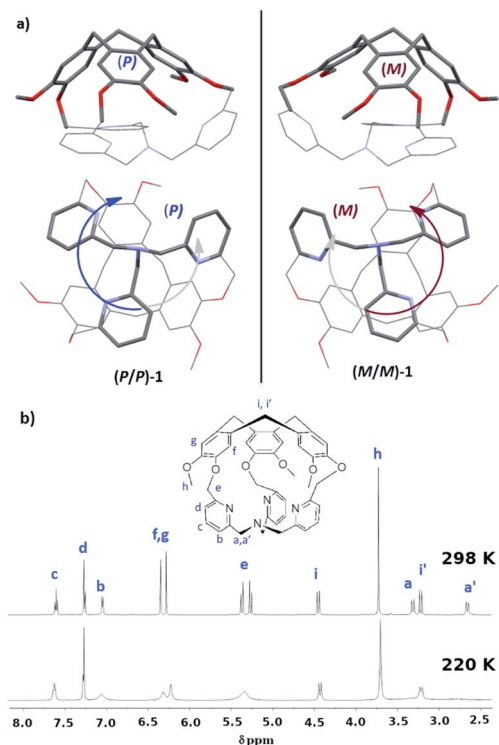 a)
(P)
(M)
(P)
(M)
(P/P)-1
(M/M)-1
b)
i, i'
g
f
h
O
O
O
O
O
O
e
d
c
b
N
N
N
N
a,a'
h
f,g
d
e
c
b
i
a
i'
a'
298 K
220 K
8.0 7.5 7.0 6.5 6.0 5.5 5.0 4.5 4.0 3.5 3.0 2.5
δ ppm